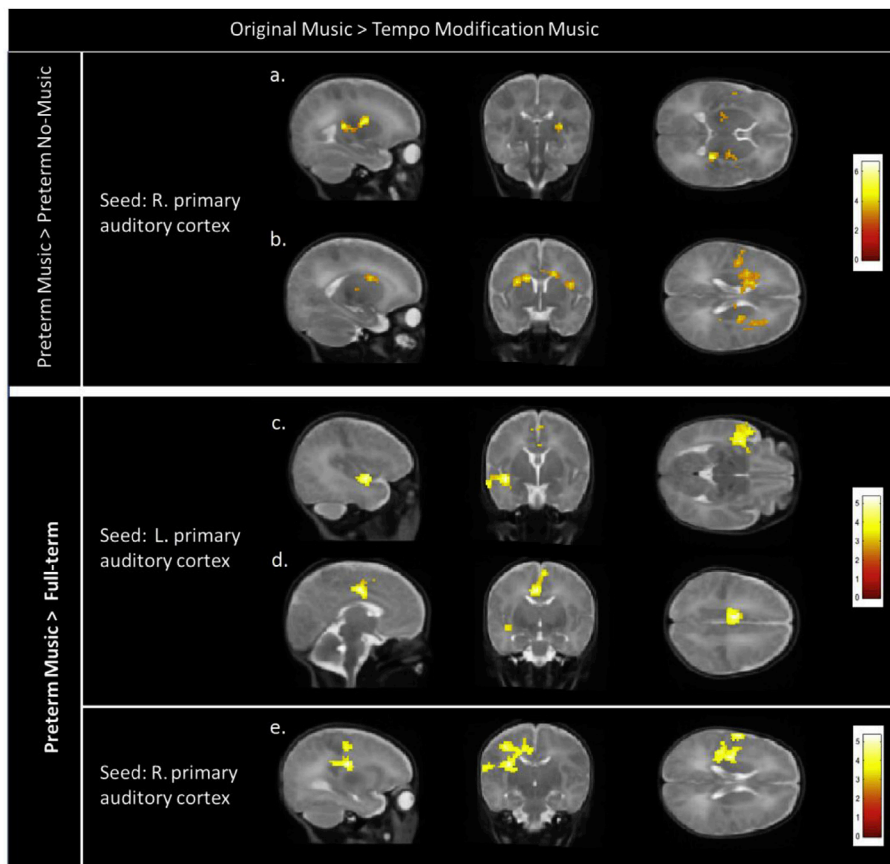 Original Music > Tempo Modification Music
Preterm Music > Preterm No-Music
a.
Seed: R. primary
auditory cortex
b.
6
4
2
0
Preterm Music > Full-term
c.
Seed: L. primary
auditory cortex
d.
5
4
3
2
1
0
e.
Seed: R. primary
auditory cortex
5
4
3
2
1
0